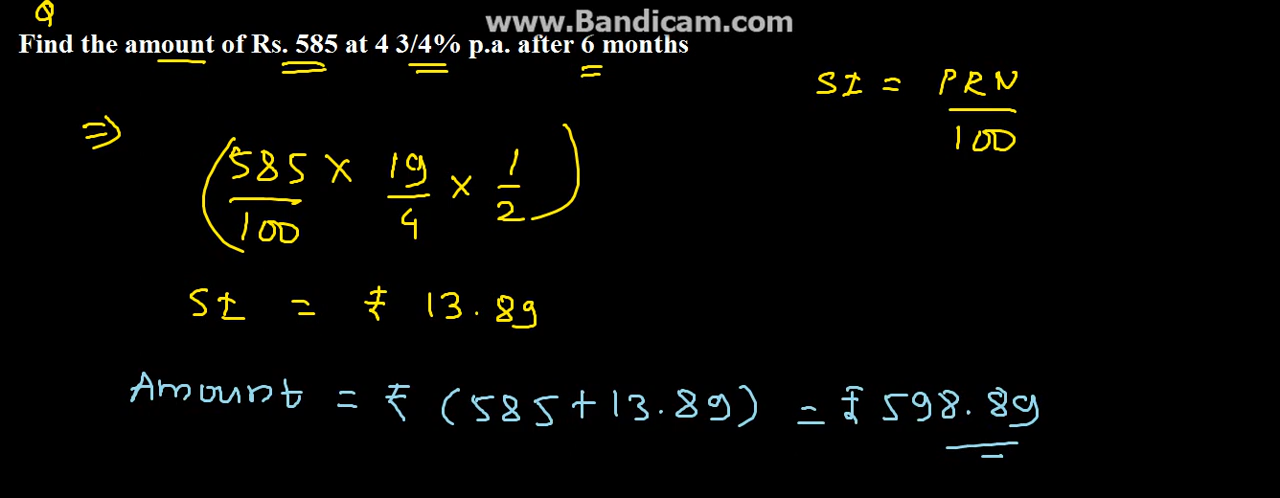 www.Bandicam.com
Q
Find the amount of Rs. 585 at 4 3/4% p.a. after 6 months
SI = PRN/100
⇒ (585/100 × 19/4 × 1/2)
SI = ₹ 13.89
Amount = ₹ (585+13.89) = ₹ 598.89